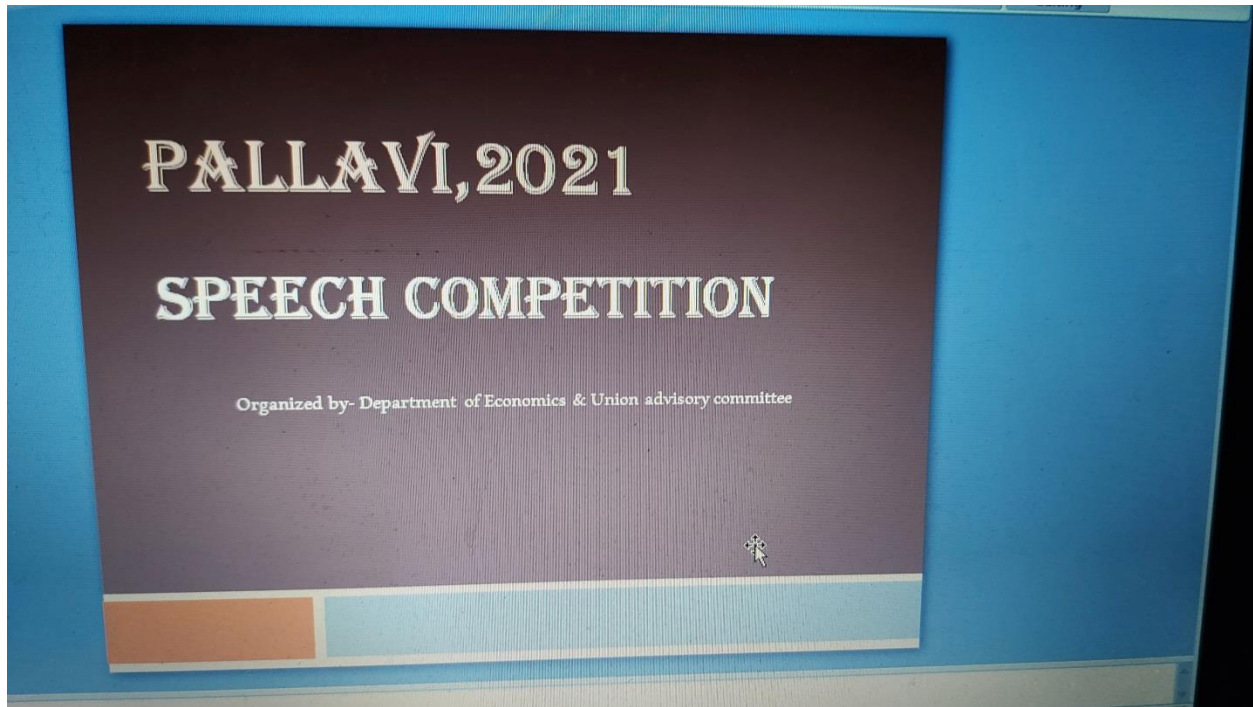 PALLAVI,2021
SPEECH COMPETITION
Organized by- Department of Economics & Union advisory committee